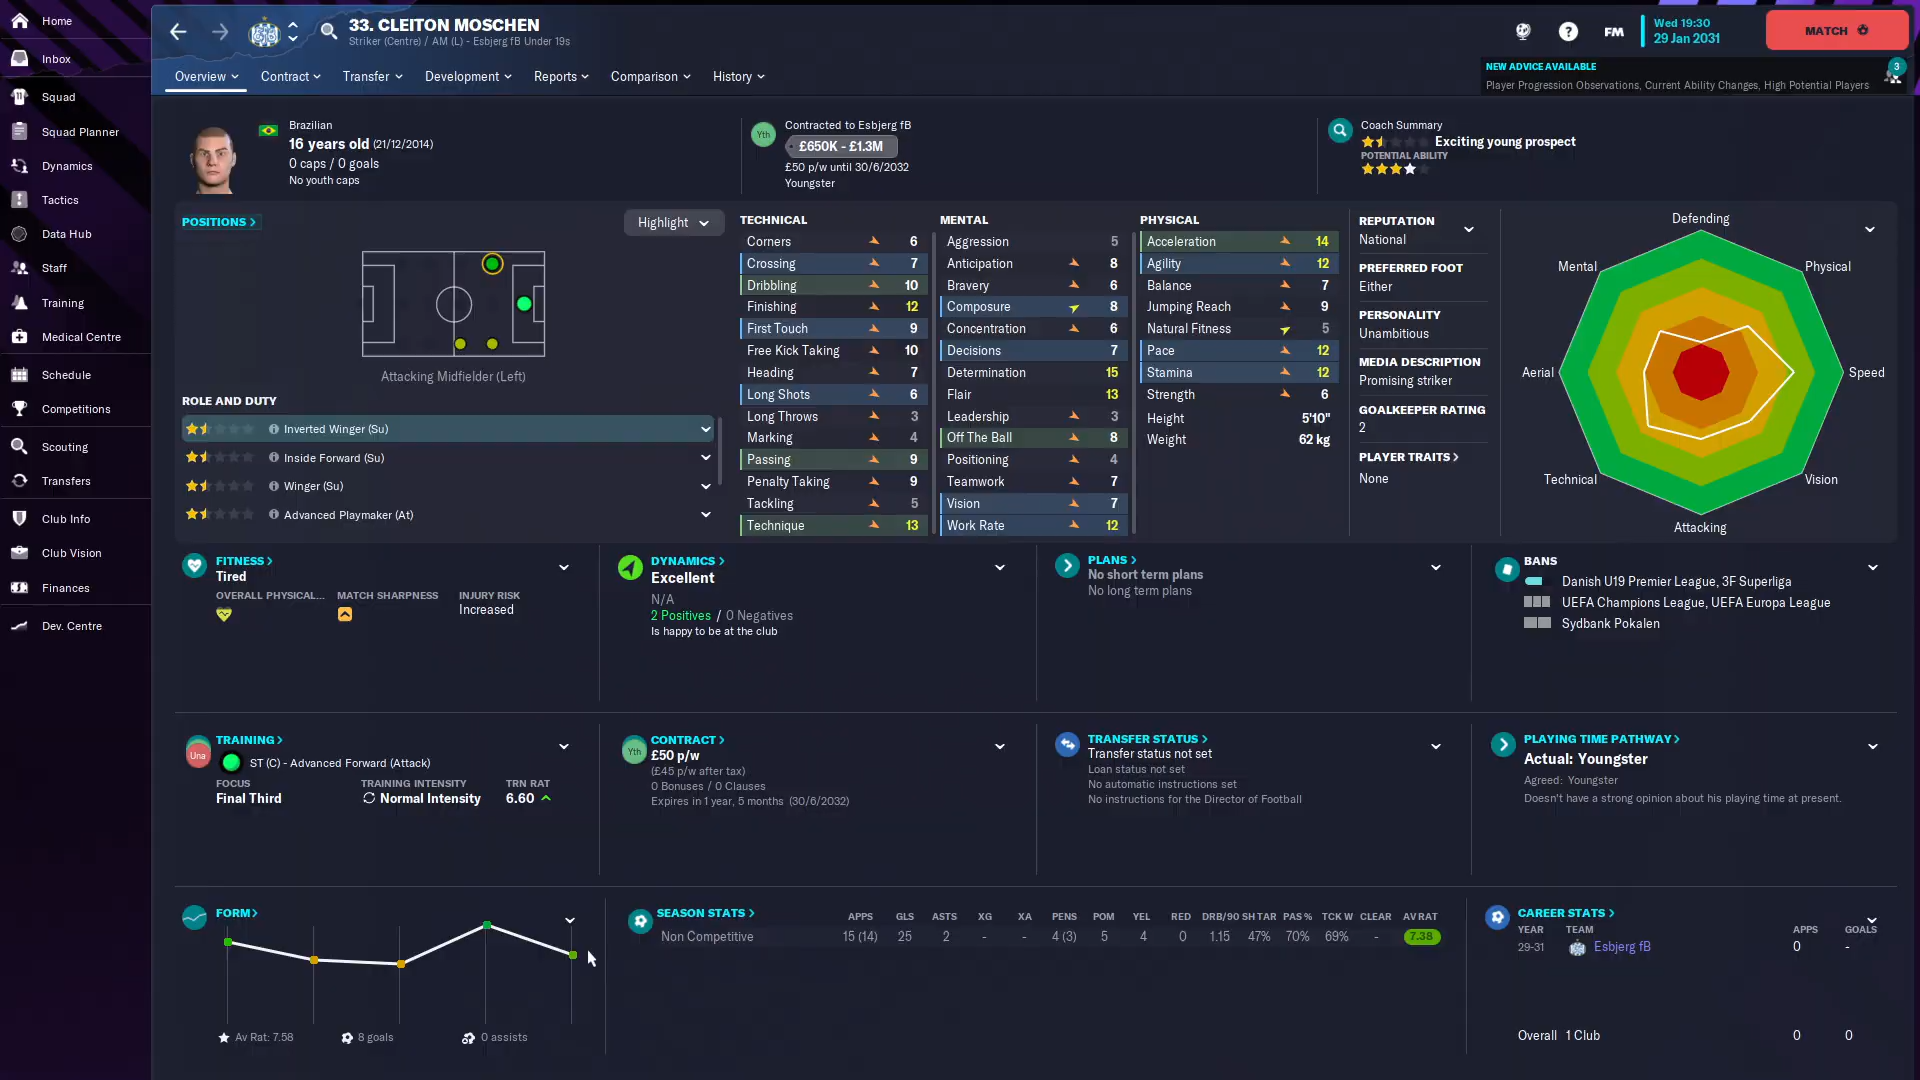 Home
Inbox
Squad
Squad Planner
Dynamics
Tactics
Data Hub
Staff
Training
Medical Centre
Schedule
Competitions
Scouting
Transfers
Club Info
Club Vision
Finances
Dev. Centre
33. CLEITON MOSCHEN
Striker (Centre) / AM (L) - Esbjerg fB Under 19s
FM
Wed 19:30
29 Jan 2031
MATCH
Overview
Contract
Transfer
Development
Reports
Comparison
History
NEW ADVICE AVAILABLE
3
Player Progression Observations, Current Ability Changes, High Potential Players
Brazilian
16 years old (21/12/2014)
0 caps / 0 goals
No youth caps
Yth
Contracted to Esbjerg fB
£650K - £1.3M
£50 p/w until 30/6/2032
Youngster
Coach Summary
Exciting young prospect
POTENTIAL ABILITY
POSITIONS >
Highlight
Attacking Midfielder (Left)
ROLE AND DUTY
Inverted Winger (Su)
Inside Forward (Su)
Winger (Su)
Advanced Playmaker (At)
TECHNICAL
Corners 6
Crossing 7
Dribbling 10
Finishing 12
First Touch 9
Free Kick Taking 10
Heading 7
Long Shots 6
Long Throws 3
Marking 4
Passing 9
Penalty Taking 9
Tackling 5
Technique 13
MENTAL
Aggression 5
Anticipation 8
Bravery 6
Composure 8
Concentration 6
Decisions 7
Determination 15
Flair 13
Leadership 3
Off The Ball 8
Positioning 4
Teamwork 7
Vision 7
Work Rate 12
PHYSICAL
Acceleration 14
Agility 12
Balance 7
Jumping Reach 9
Natural Fitness 5
Pace 12
Stamina 12
Strength 6
Height 5'10"
Weight 62 kg
REPUTATION
National
PREFERRED FOOT
Either
PERSONALITY
Unambitious
MEDIA DESCRIPTION
Promising striker
GOALKEEPER RATING
2
PLAYER TRAITS >
None
Defending
Physical
Speed
Vision
Attacking
Technical
Aerial
Mental
FITNESS >
Tired
OVERALL PHYSICAL... MATCH SHARPNESS INJURY RISK
Increased
DYNAMICS >
Excellent
N/A
2 Positives / 0 Negatives
Is happy to be at the club
PLANS >
No short term plans
No long term plans
BANS
Danish U19 Premier League, 3F Superliga
UEFA Champions League, UEFA Europa League
Sydbank Pokalen
TRAINING >
Una
ST (C) - Advanced Forward (Attack)
FOCUS TRAINING INTENSITY TRN RAT
Final Third Normal Intensity 6.60
CONTRACT >
Yth
£50 p/w
(£45 p/w after tax)
0 Bonuses / 0 Clauses
Expires in 1 year, 5 months (30/6/2032)
TRANSFER STATUS >
Transfer status not set
Loan status not set
No automatic instructions set
No instructions for the Director of Football
PLAYING TIME PATHWAY >
Actual: Youngster
Agreed: Youngster
Doesn't have a strong opinion about his playing time at present.
FORM >
Av Rat: 7.58 8 goals 0 assists
SEASON STATS > APPS GLS ASTS XG XA PENS POM YEL RED DRB/90 SH TAR PAS % TCK W CLEAR AV RAT
Non Competitive 15 (14) 25 2 - - 4 (3) 5 4 0 1.15 47% 70% 69% - 7.38
CAREER STATS >
YEAR TEAM APPS GOALS
29-31 Esbjerg fB 0 -
Overall 1 Club 0 0